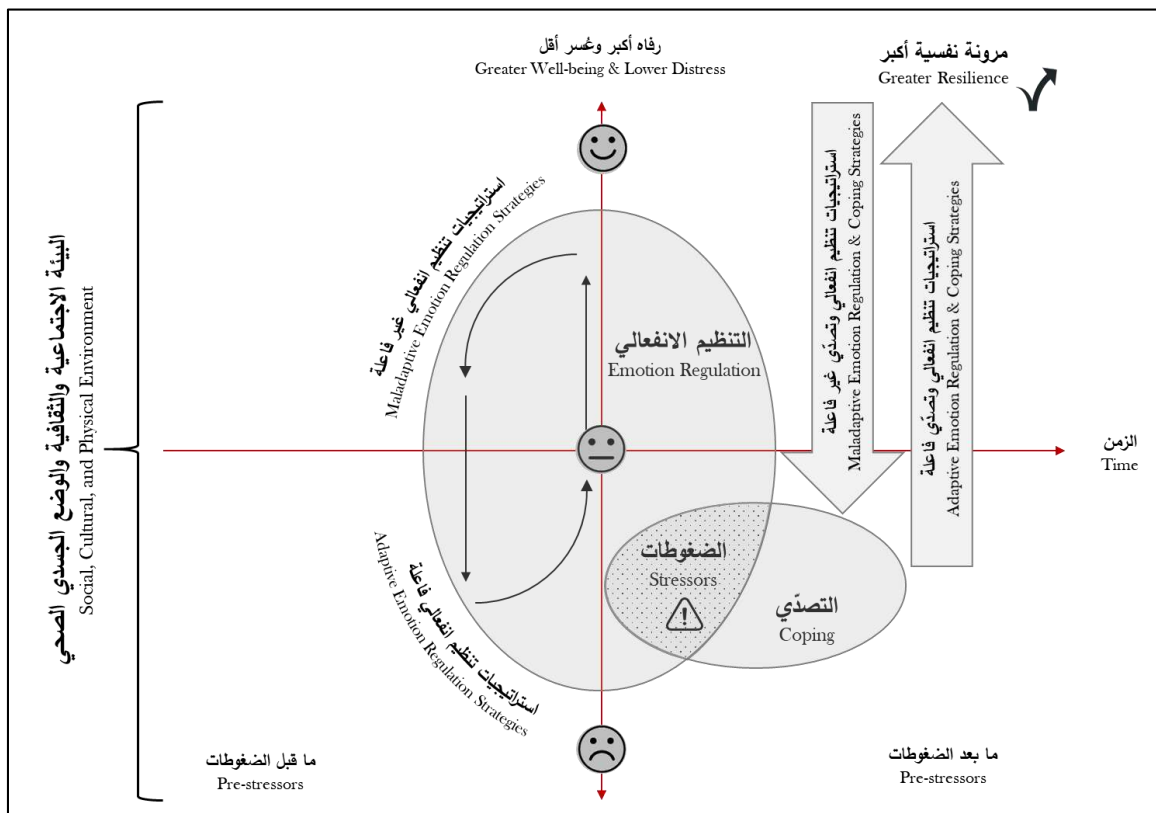 رفاه أكبر وعُسر أقل
Greater Well-being & Lower Distress
مرونة نفسية أكبر
Greater Resilience
البيئة الاجتماعية والثقافية والوضع الجسدي الصحي
Social, Cultural, and Physical Environment
استراتيجيات تنظيم انفعالي غير فاعلة
Maladaptive Emotion Regulation Strategies
التنظيم الانفعالي
Emotion Regulation
استراتيجيات تنظيم انفعالي وتصدّي غير فاعلة
Maladaptive Emotion Regulation & Coping Strategies
استراتيجيات تنظيم انفعالي وتصدّي فاعلة
Adaptive Emotion Regulation & Coping Strategies
الزمن
Time
استراتيجيات تنظيم انفعالي فاعلة
Adaptive Emotion Regulation Strategies
الضغوطات
Stressors
التصدّي
Coping
ما قبل الضغوطات
Pre-stressors
ما بعد الضغوطات
Pre-stressors